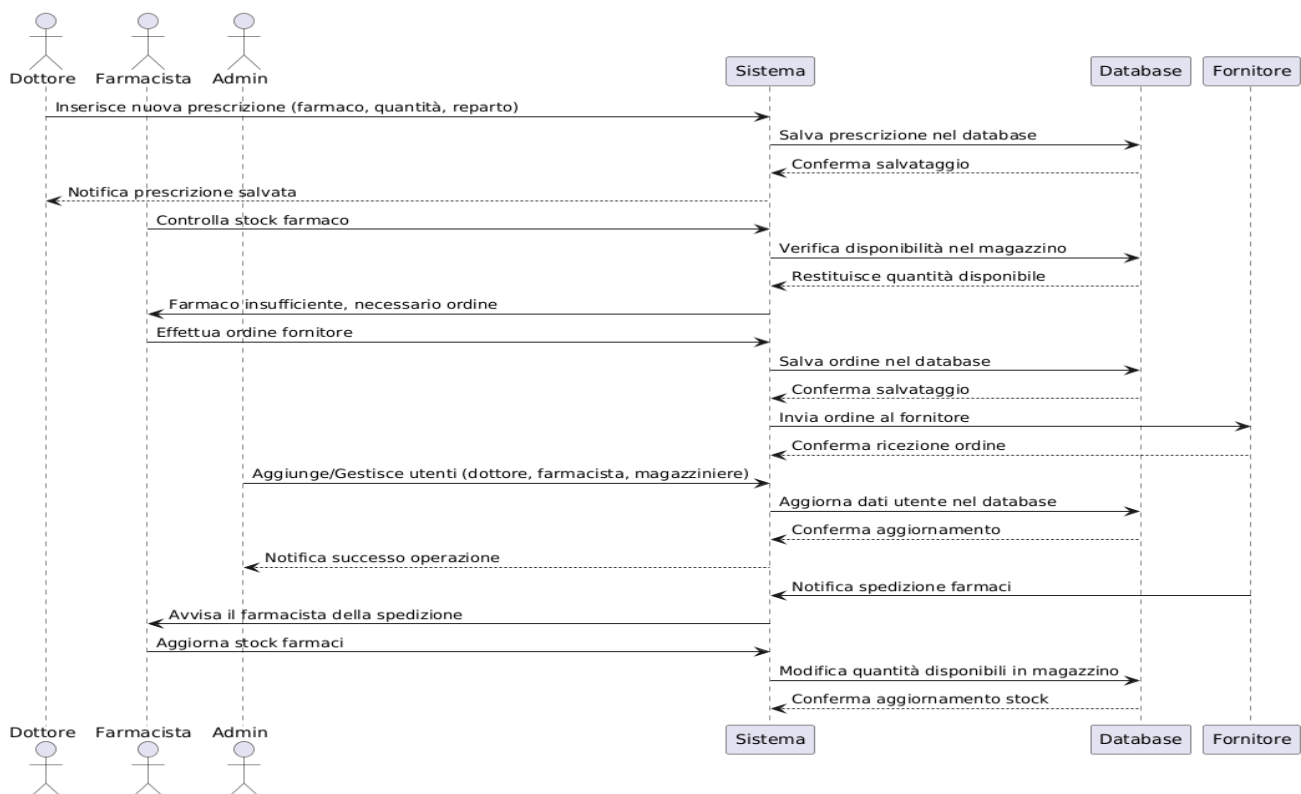 Dottore
Farmacista
Admin
Sistema
Database
Fornitore
Inserisce nuova prescrizione (farmaco, quantità, reparto)
Salva prescrizione nel database
Conferma salvataggio
Notifica prescrizione salvata
Controlla stock farmaco
Verifica disponibilità nel magazzino
Restituisce quantità disponibile
Farmaco insufficiente, necessario ordine
Effettua ordine fornitore
Salva ordine nel database
Conferma salvataggio
Invia ordine al fornitore
Conferma ricezione ordine
Aggiunge/Gestisce utenti (dottore, farmacista, magazziniere)
Aggiorna dati utente nel database
Conferma aggiornamento
Notifica successo operazione
Notifica spedizione farmaci
Avvisa il farmacista della spedizione
Aggiorna stock farmaci
Modifica quantità disponibili in magazzino
Conferma aggiornamento stock
Dottore
Farmacista
Admin
Sistema
Database
Fornitore